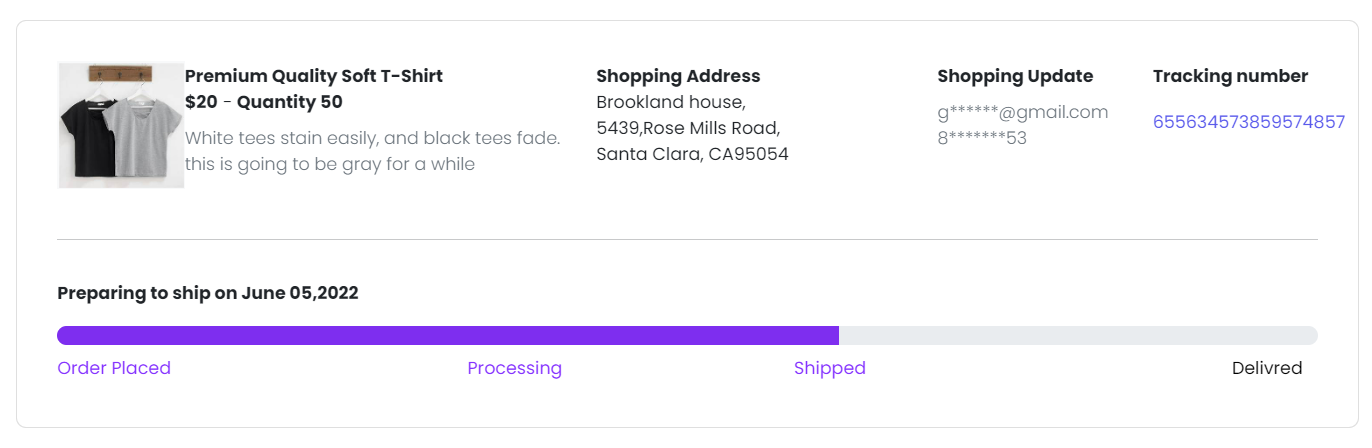 Premium Quality Soft T-Shirt
$20 - Quantity 50
White tees stain easily, and black tees fade.
this is going to be gray for a while
Shopping Address
Brookland house,
5439,Rose Mills Road,
Santa Clara, CA95054
Shopping Update
g******@gmail.com
8*******53
Tracking number
655634573859574857
Preparing to ship on June 05,2022
Order Placed
Processing
Shipped
Delivred